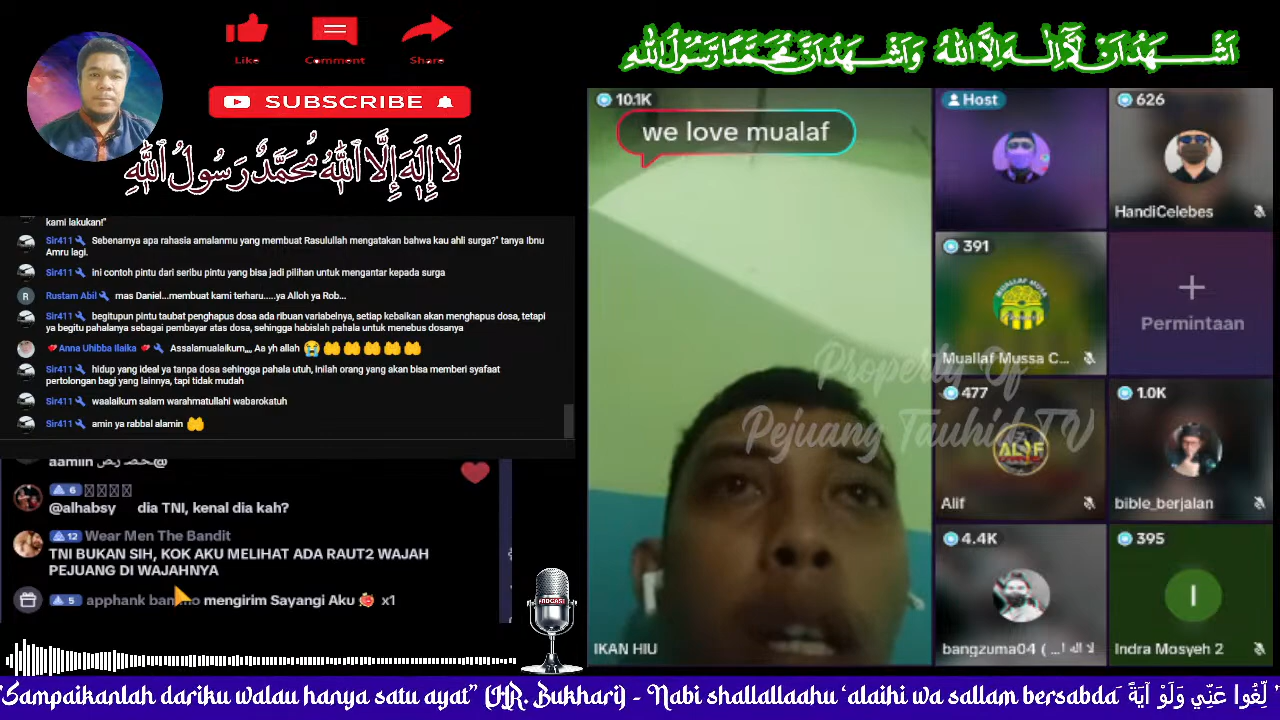 Like
Comment
Share
SUBSCRIBE
لَا إِلَهَ إِلَّا ٱللَّٰهُ مُحَمَّدٌ رَسُولُ ٱللَّٰهِ
kami lakukan!"
Sir411 Sebenarnya apa rahasia amalanmu yang membuat Rasulullah mengatakan bahwa kau ahli surga?" tanya Ibnu
Amru lagi.
Sir411 ini contoh pintu dari seribu pintu yang bisa jadi pilihan untuk mengantar kepada surga
R Rustam Abil mas Daniel...membuat kami terharu.....ya Alloh ya Rob...
Sir411 begitupun pintu taubat penghapus dosa ada ribuan variabelnya, setiap kebaikan akan menghapus dosa, tetapi
ya begitu pahalanya sebagai pembayar atas dosa, sehingga habislah pahala untuk menebus dosanya
💋Anna Uhibba Ilaika 💋 Assalamualaikum,,,, Aa yh allah 😭🤲🤲🤲🤲🤲
Sir411 hidup yang ideal ya tanpa dosa sehingga pahala utuh, inilah orang yang akan bisa memberi syafaat
pertolongan bagi yang lainnya, tapi tidak mudah
Sir411 waalaikum salam warahmatullahi wabarokatuh
Sir411 amin ya rabbal alamin 🤲
aamiin
6
@alhabsy dia TNI, kenal dia kah?
12 Wear Men The Bandit
TNI BUKAN SIH, KOK AKU MELIHAT ADA RAUT2 WAJAH
PEJUANG DI WAJAHNYA
5 apphank mengirim Sayangi Aku x1
PODCAST
اَشْهَدُ اَنْ لَآ اِلٰهَ اِلَّا اللهُ وَاَشْهَدُ اَنَّ مُحَمَّدًا رَّسُوْلُ اللهِ
10.1K
we love mualaf
IKAN HIU
Property Of
Pejuang Tauhid TV
Host
626
HandiCelebes
391
MUALLAF MUSA
Muallaf Mussa C...
+
Permintaan
477
ALIF
Alif
1.0K
bible_berjalan
4.4K
bangzuma04 ( ...لا اله ا
395
I
Indra Mosyeh 2
"Sampaikanlah dariku walau hanya satu ayat" (HR. Bukhari) - Nabi shallallaahu 'alaihi wa sallam bersabda لِّغُوا عَنِّي وَلَوْ آيَةً "